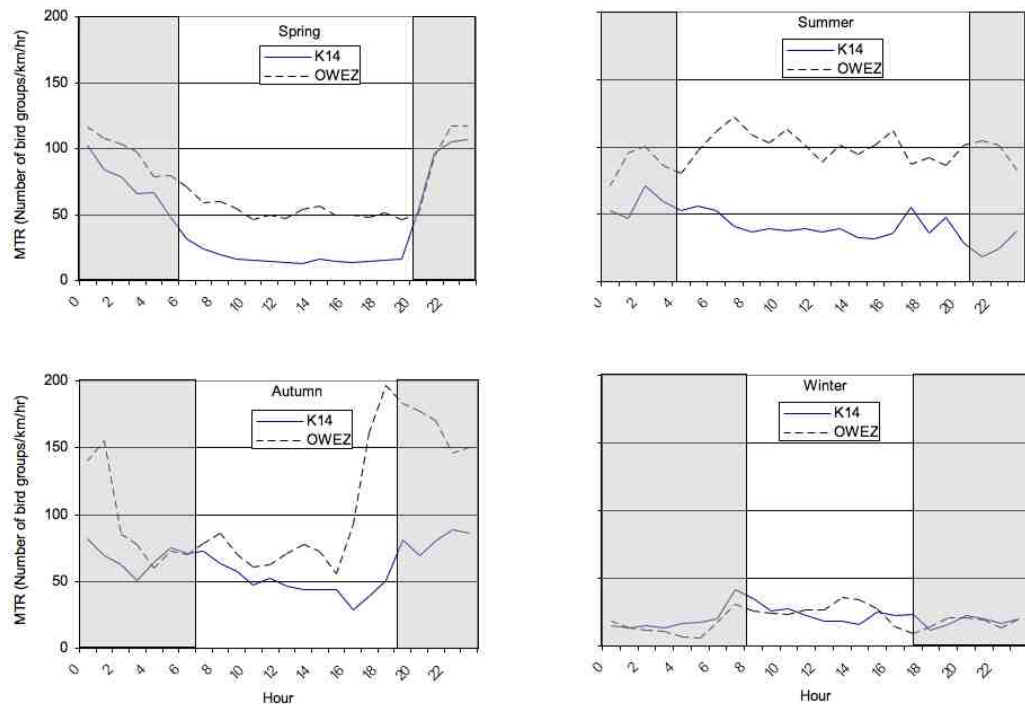 200
150
100
50
0
MTR (Number of bird groups/km/hr)
Spring
K14
OWEZ
0 2 4 6 8 10 12 14 16 18 20 22
Summer
K14
OWEZ
0 2 4 6 8 10 12 14 16 18 20 22
200
150
100
50
0
MTR (Number of bird groups/km/hr)
Autumn
K14
OWEZ
0 2 4 6 8 10 12 14 16 18 20 22
Hour
Winter
K14
OWEZ
0 2 4 6 8 10 12 14 16 18 20 22
Hour